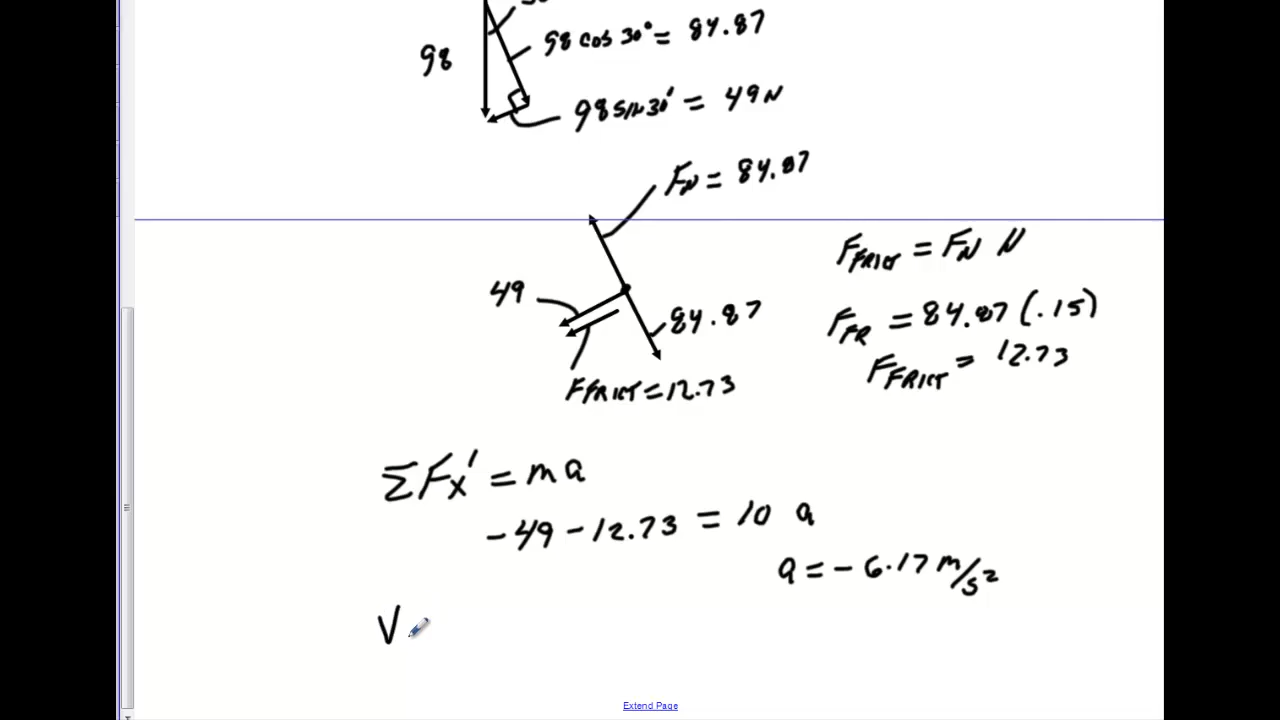 98 cos 30° = 84.87
98
98 SIN 30° = 49 N
FN = 84.87
FFRICT = FN N
49
84.87
FFR = 84.87 (.15)
FFRICT = 12.73
FFRICT = 12.73
ΣFx' = ma
-49 - 12.73 = 10 a
a = -6.17 m/s²
V
Extend Page